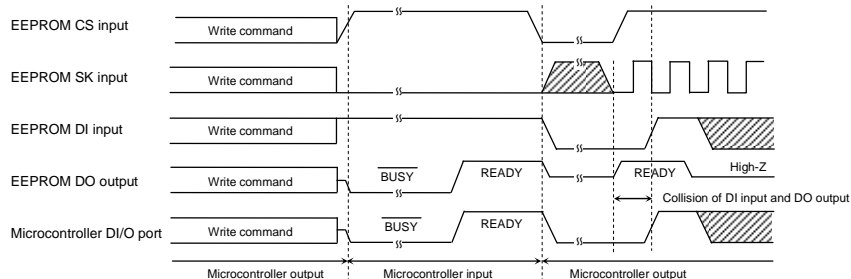 EEPROM CS input
Write command
EEPROM SK input
Write command
EEPROM DI input
Write command
EEPROM DO output
Write command
BUSY
READY
READY
High-Z
Collision of DI input and DO output
Microcontroller DI/O port
Write command
BUSY
READY
Microcontroller output
Microcontroller input
Microcontroller output